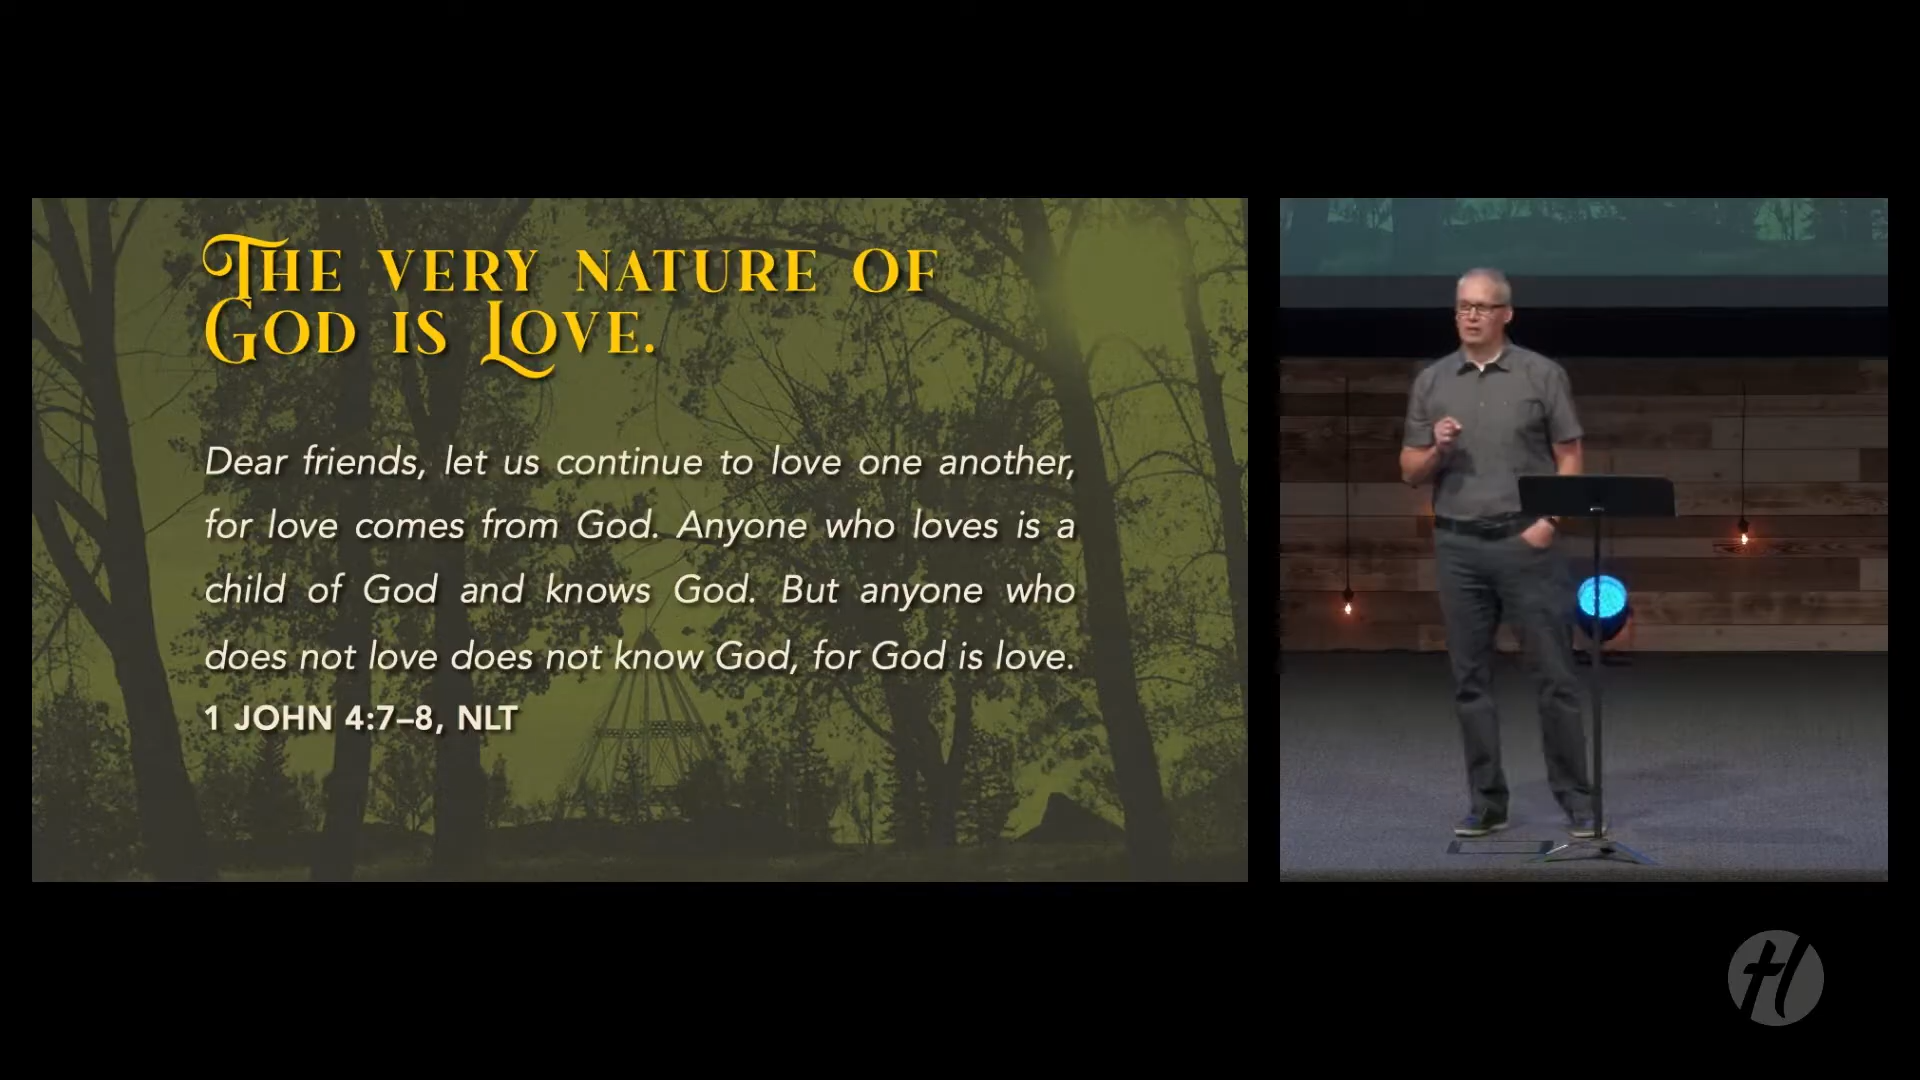 The very nature of
God is Love.
Dear friends, let us continue to love one another,
for love comes from God. Anyone who loves is a
child of God and knows God. But anyone who
does not love does not know God, for God is love.
1 JOHN 4:7–8, NLT